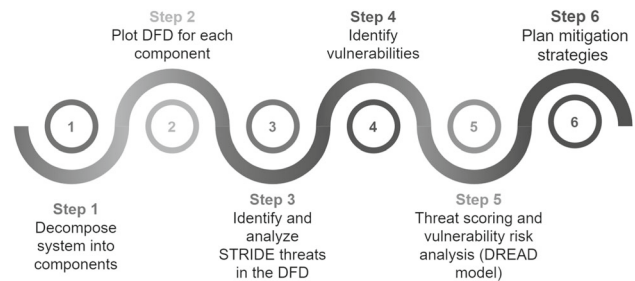 Step 2
Plot DFD for each
component
Step 4
Identify
vulnerabilities
Step 6
Plan mitigation
strategies
1
2
3
4
5
6
Step 1
Decompose
system into
components
Step 3
Identify and
analyze
STRIDE threats
in the DFD
Step 5
Threat scoring and
vulnerability risk
analysis (DREAD
model)